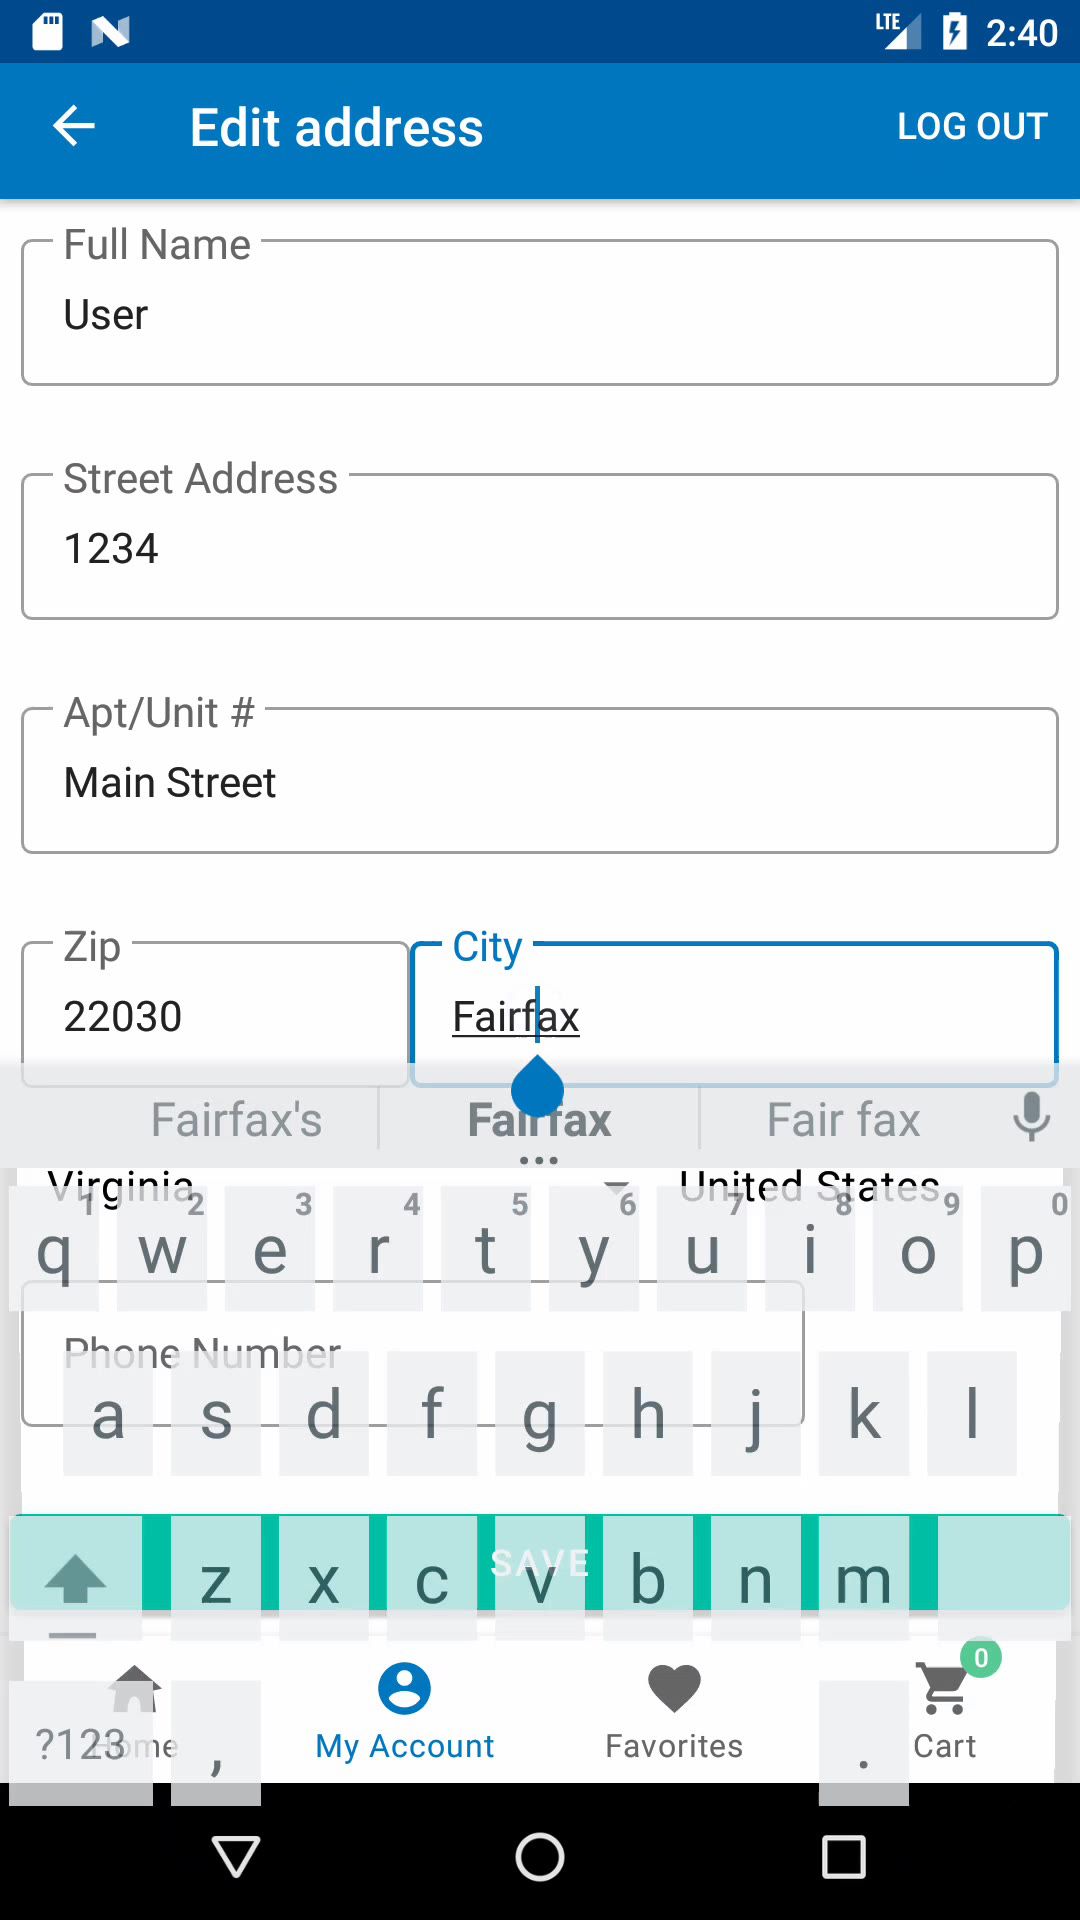 LTE 2:40
Edit address LOG OUT
Full Name
User
Street Address
1234
Apt/Unit #
Main Street
Zip City
22030 Fairfax
Fairfax's Fairfax Fair fax
Virginia United States
1 2 3 4 5 6 7 8 9 0
q w e r t y u i o p
Phone Number
a s d f g h j k l
SAVE
z x c v b n m
0
?123 , .
Home My Account Favorites Cart